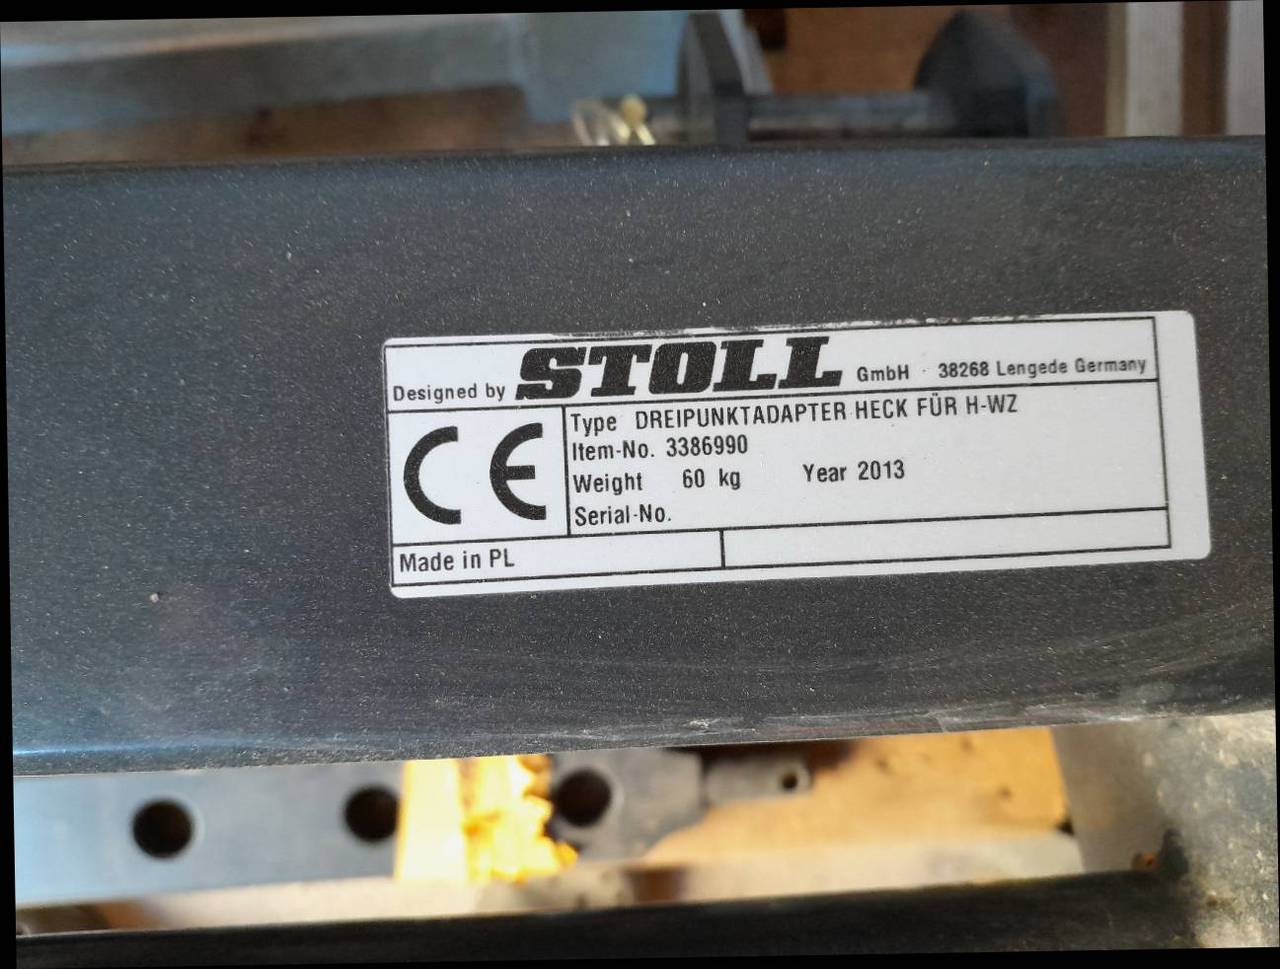 Designed by STOLL GmbH · 38268 Lengede Germany
CE
Type DREIPUNKTADAPTER HECK FÜR H-WZ
Item-No. 3386990
Weight 60 kg Year 2013
Serial-No.
Made in PL